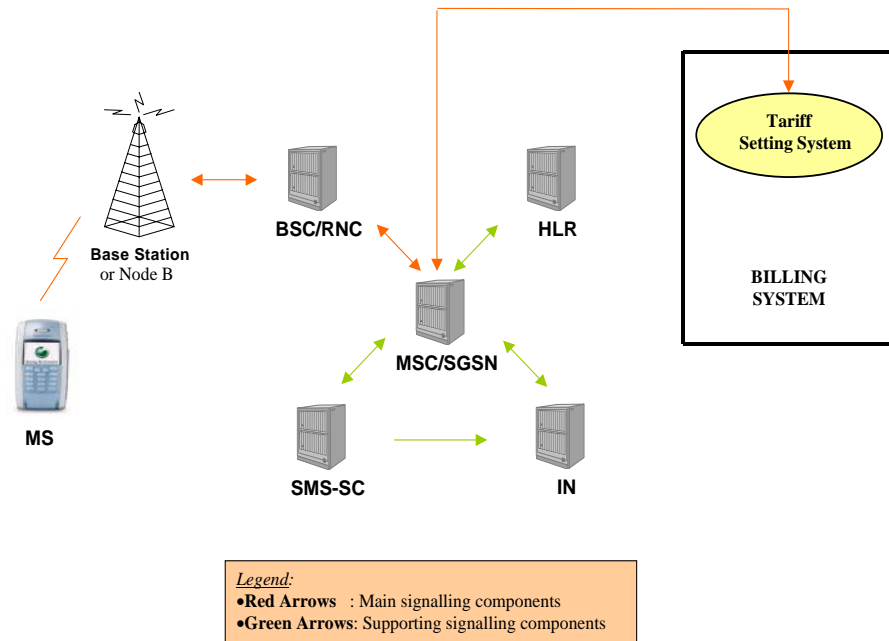 Tariff
Setting System
BSC/RNC
HLR
Base Station
or Node B
BILLING
SYSTEM
MSC/SGSN
MS
SMS-SC
IN
Legend:
•Red Arrows : Main signalling components
•Green Arrows: Supporting signalling components